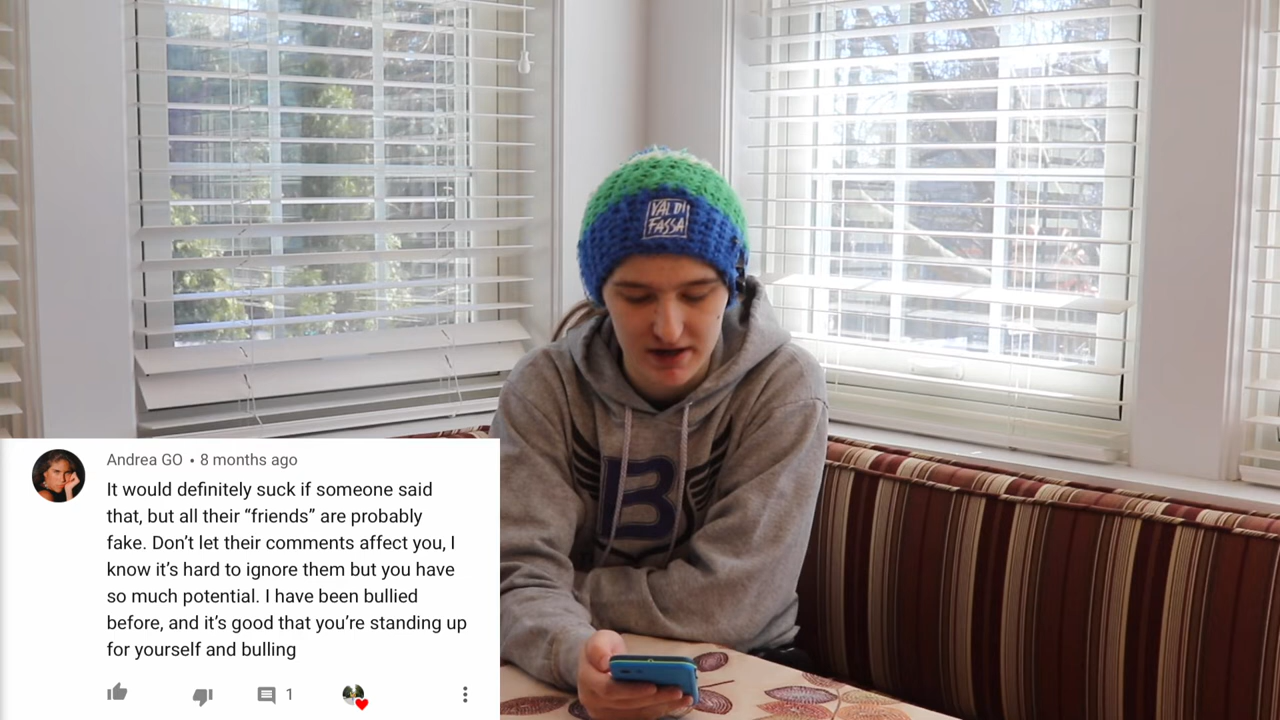 VAL DI
FASSA
B
Andrea GO • 8 months ago
It would definitely suck if someone said
that, but all their “friends” are probably
fake. Don’t let their comments affect you, I
know it’s hard to ignore them but you have
so much potential. I have been bullied
before, and it’s good that you’re standing up
for yourself and bulling
1